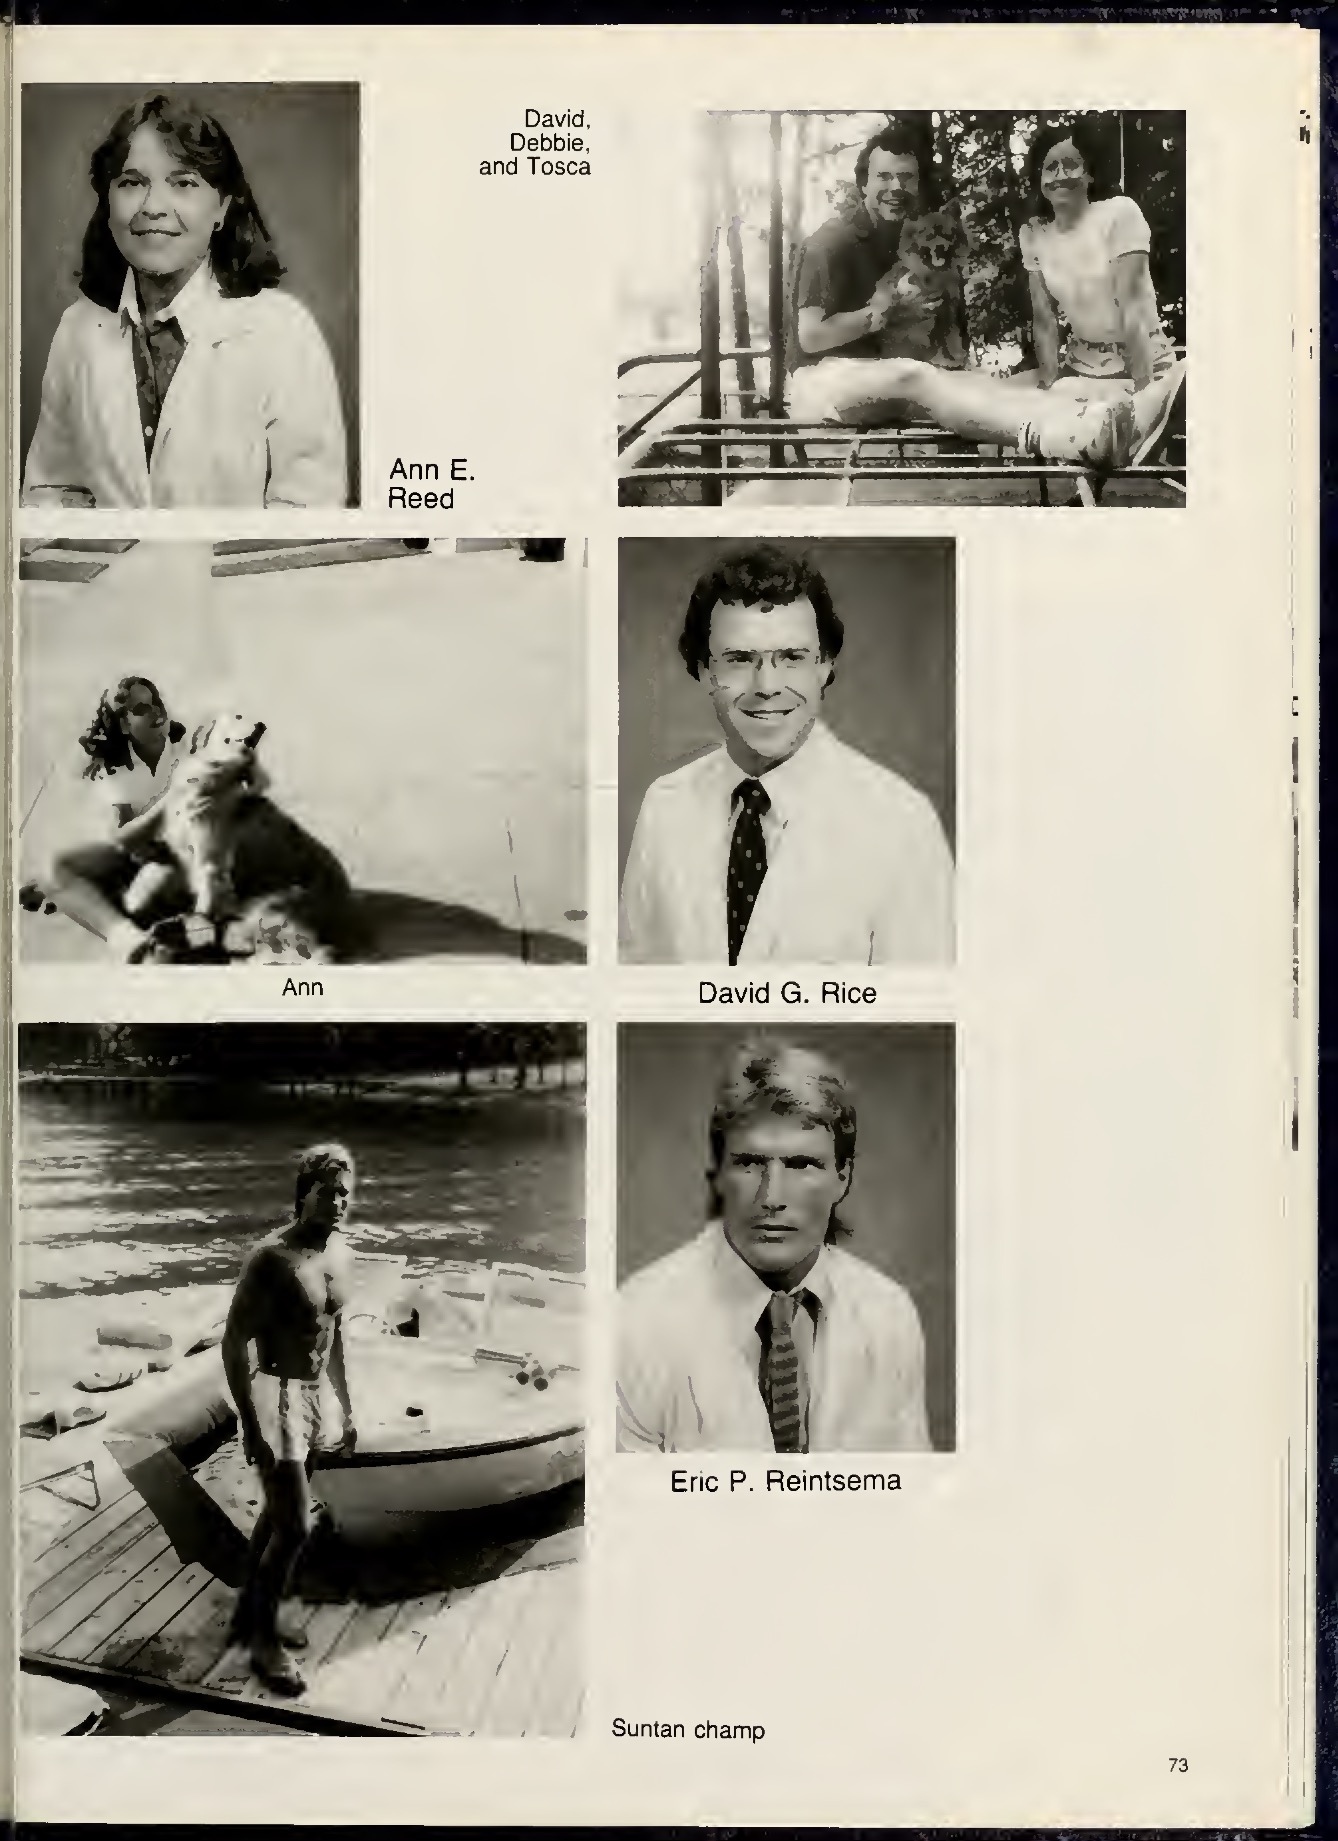 David,
Debbie,
and Tosca
Ann E.
Reed
Ann
David G. Rice
Eric P. Reintsema
Suntan champ
73